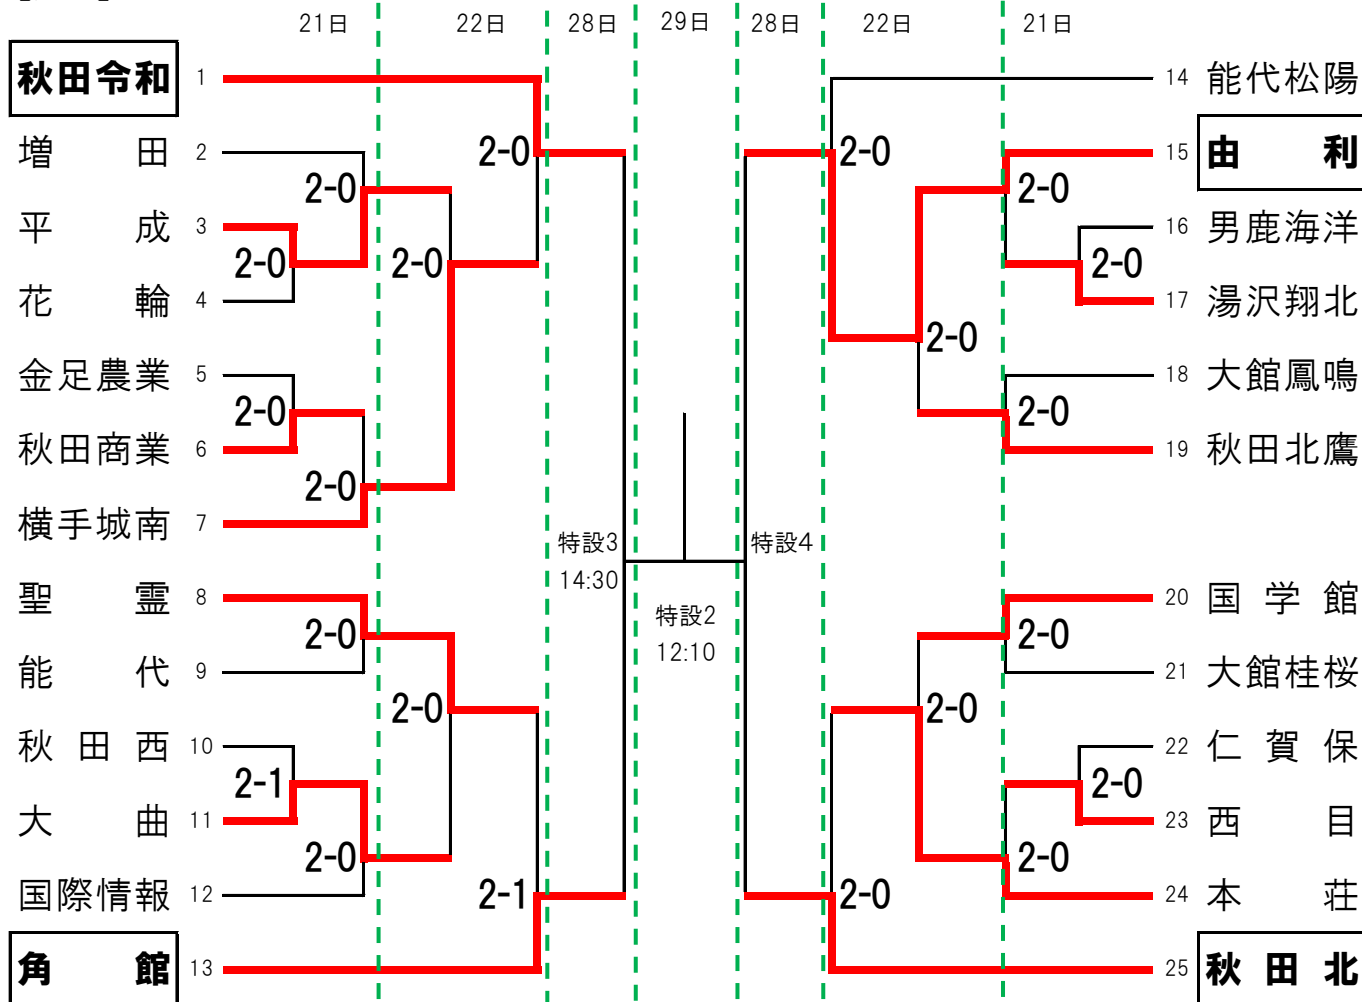 21日 22日 28日 29日 28日 22日 21日
秋田令和 1
増田 2
平成 3
花輪 4
金足農業 5
秋田商業 6
横手城南 7
聖霊 8
能代 9
秋田西 10
大曲 11
国際情報 12
角館 13
2-0
2-0
2-0
2-0
2-0
2-0
2-0
2-0
2-1
2-0
2-1
特設3
14:30
特設2
12:10
特設4
2-0
2-0
2-0
2-0
2-0
2-0
2-0
2-0
2-0
2-0
14 能代松陽
15 由利
16 男鹿海洋
17 湯沢翔北
18 大館鳳鳴
19 秋田北鷹
20 国学館
21 大館桂桜
22 仁賀保
23 西目
24 本荘
25 秋田北